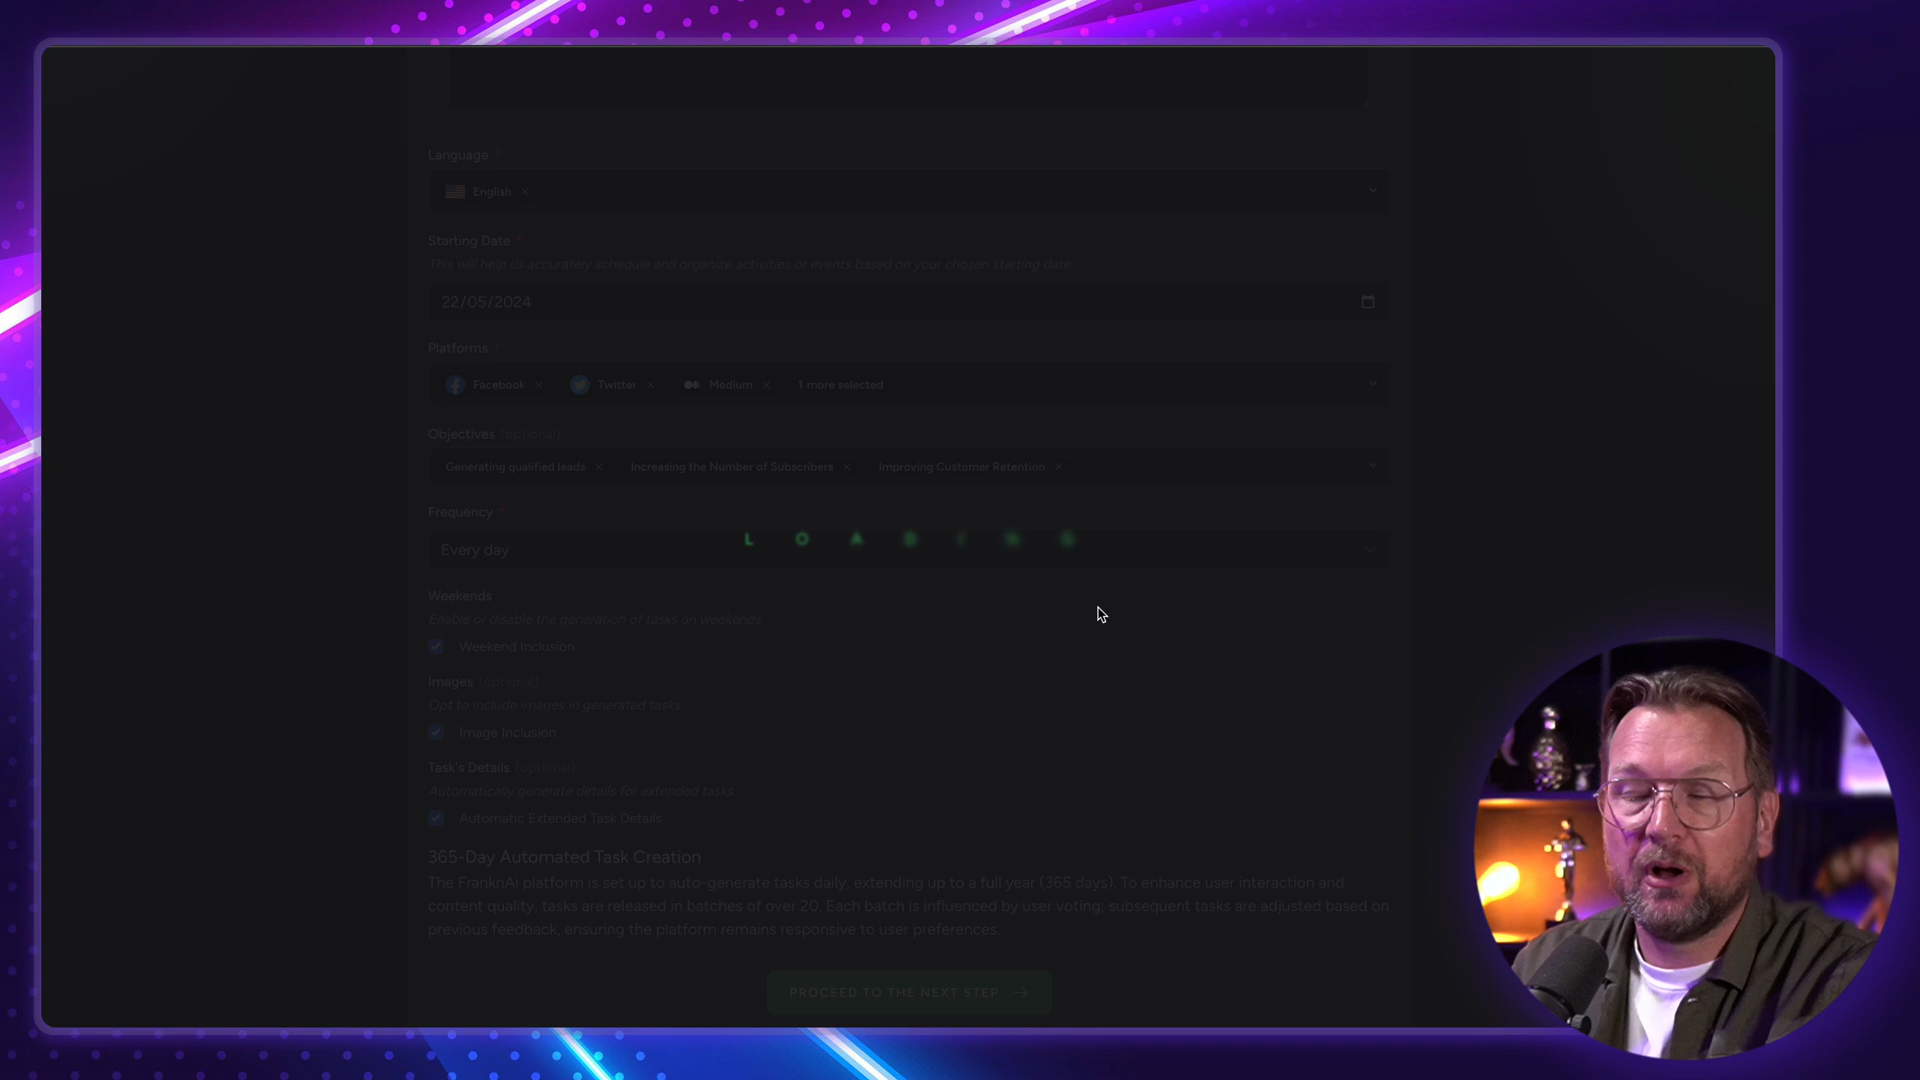 Language *
English ×
Starting Date *
This will help us accurately schedule and organite activities or events based on your chosen starting date.
22/05/2024
Platforms *
Facebook × Twitter × Medium × 1 more selected
Objectives (optional)
Generating qualified leads × Increasing the Number of Subscribers × Improving Customer Retention ×
Frequency *
LOADING
Every day
Weekends
Enable or disable the generation of tasks on weekends
Weekend Inclusion
Images (optional)
Opt to include images in generated tasks.
Image Inclusion
Task's Details (optional)
Automatically generate details for extended tasks.
Automatic Extended Task Details
365-Day Automated Task Creation
The FranknAi platform is set up to auto-generate tasks daily, extending up to a full year (365 days). To enhance user interaction and
content quality, tasks are released in batches of over 20. Each batch is influenced by user voting; subsequent tasks are adjusted based on
previous feedback, ensuring the platform remains responsive to user preferences.
PROCEED TO THE NEXT STEP →